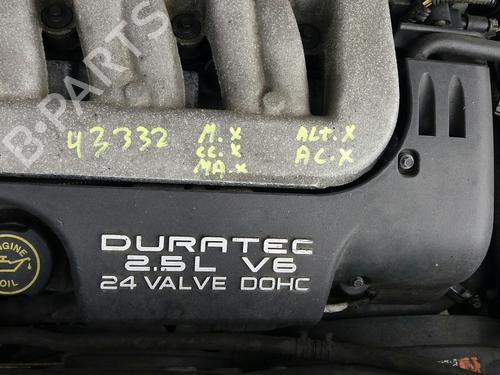 B-PARTS
43332
M.X
CC.X
MA.X
ALT.X
AC.X
DURATEC
2.5L V6
24 VALVE DOHC
ENGINE
OIL